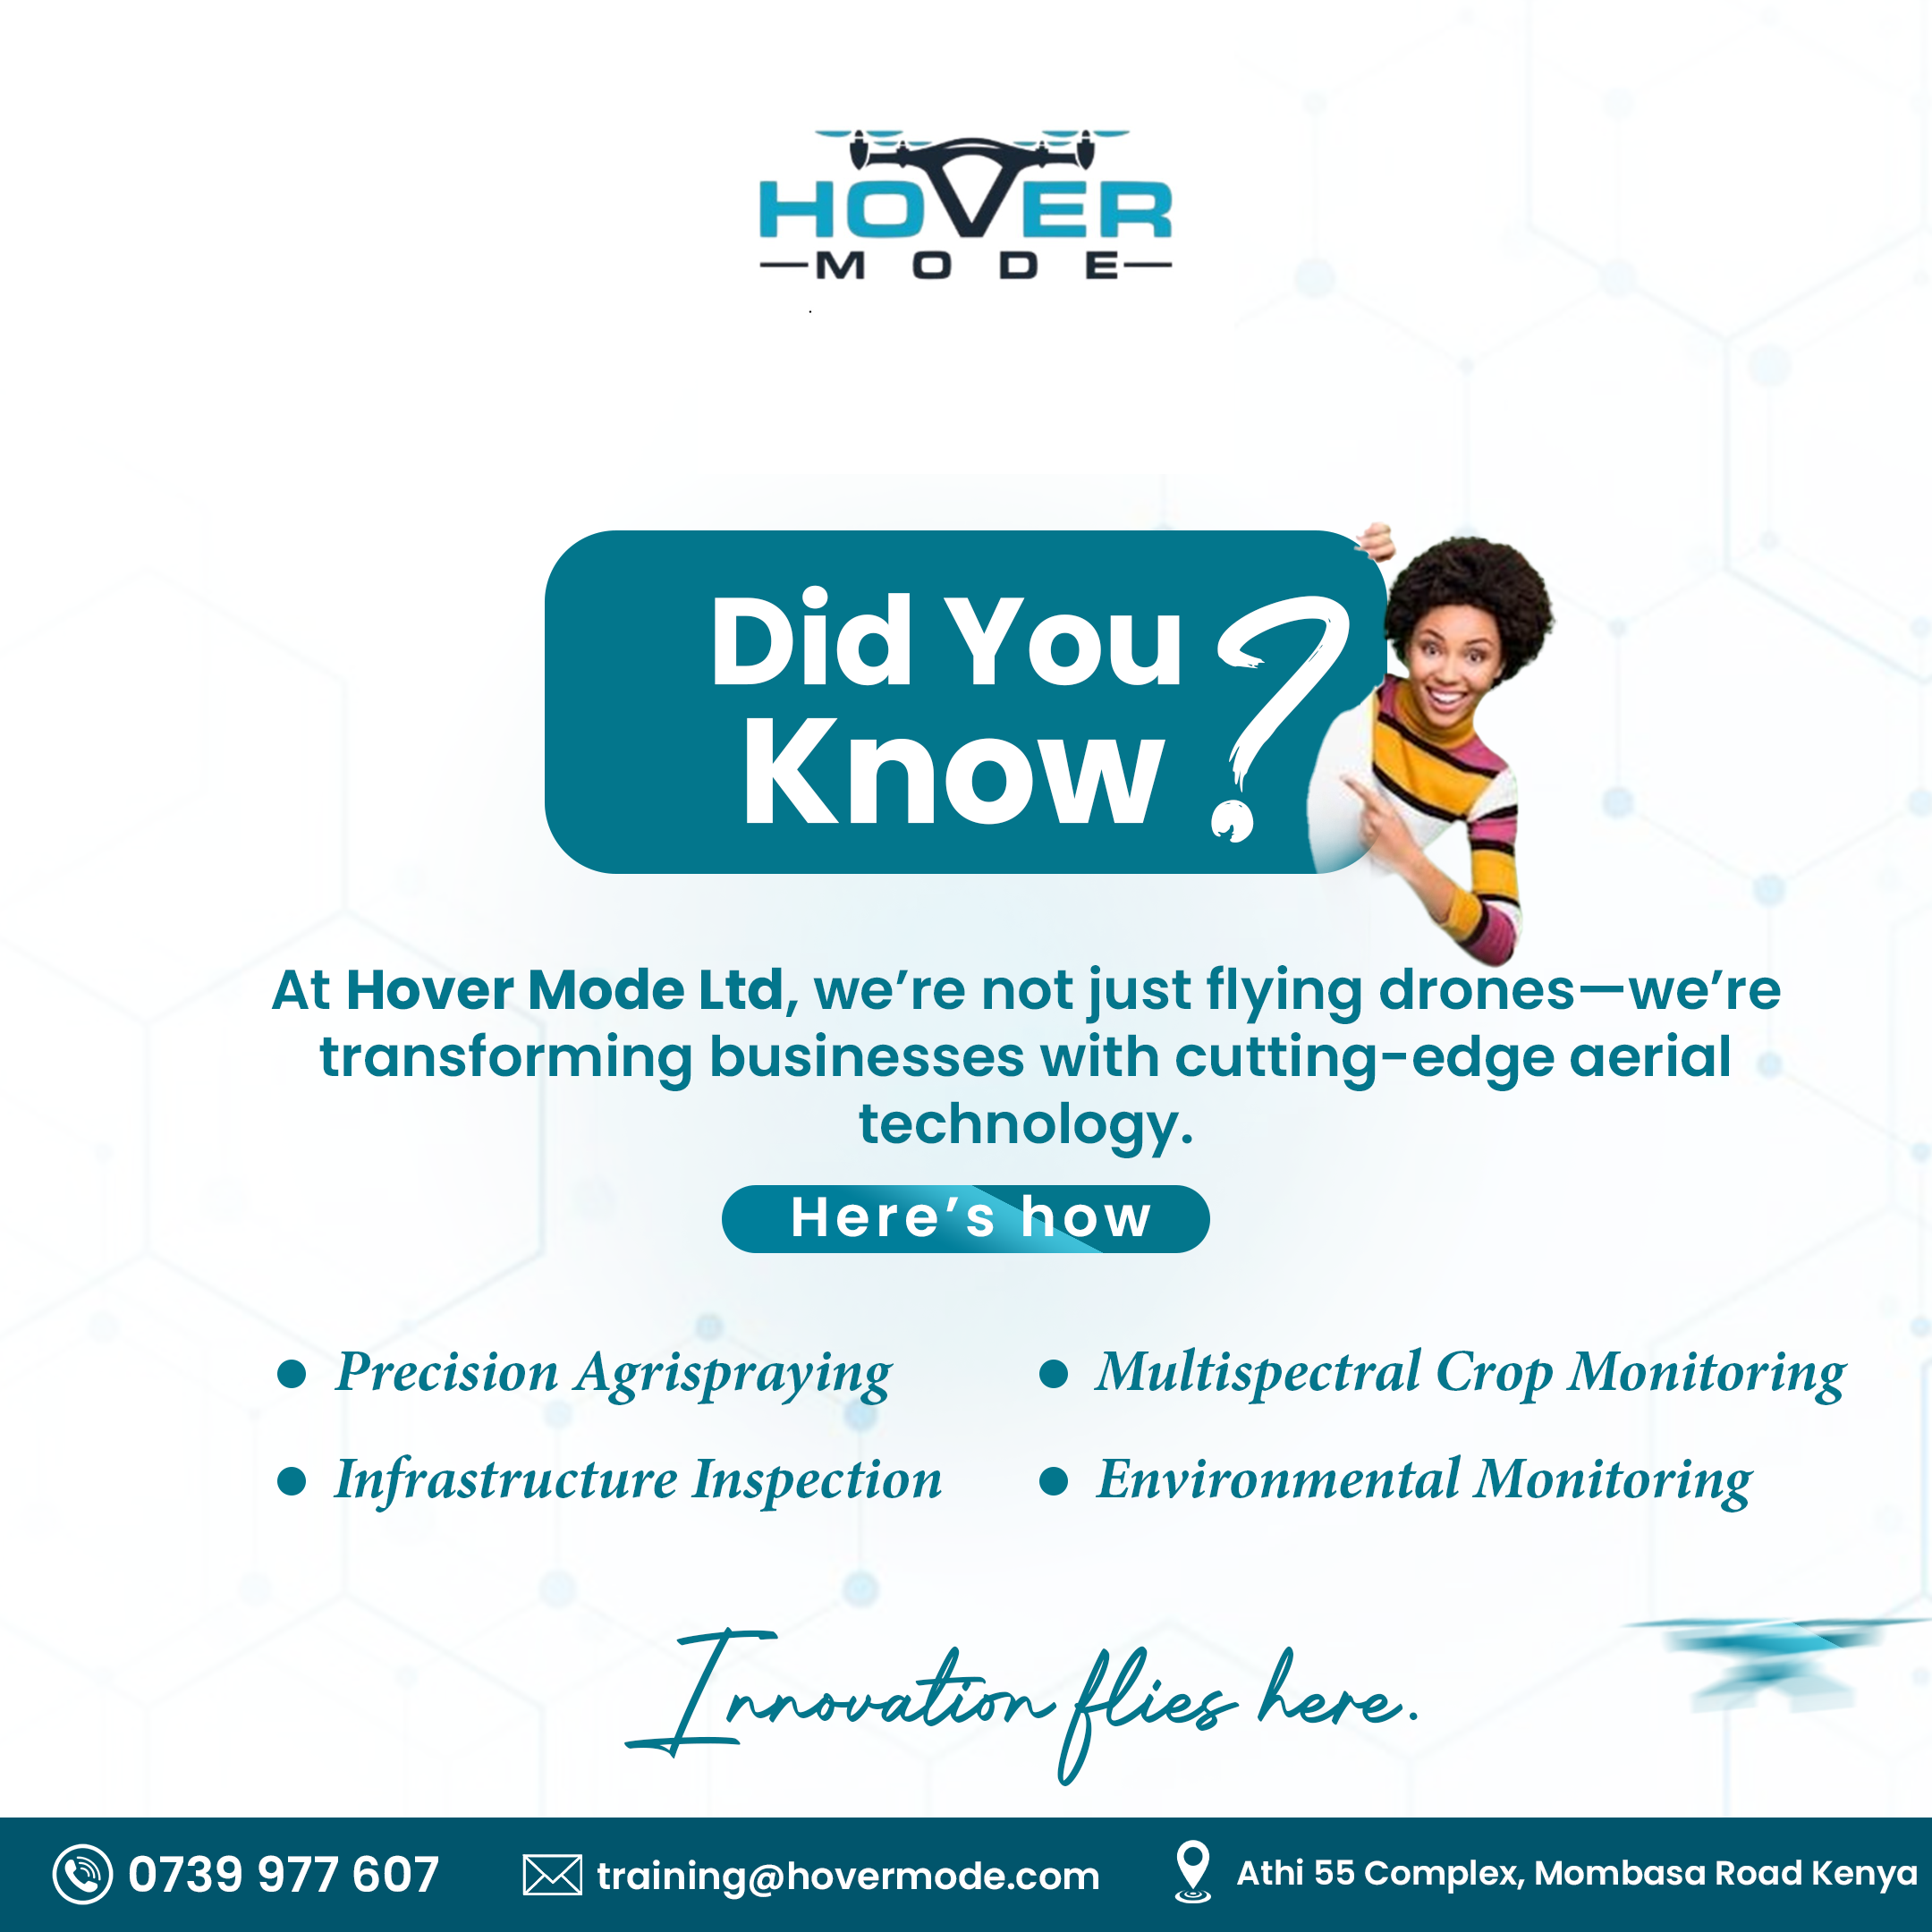 HOVER
MODE
Did You
Know?
At Hover Mode Ltd, we’re not just flying drones—we’re
transforming businesses with cutting-edge aerial
technology.
Here’s how
● Precision Agrispraying
● Multispectral Crop Monitoring
● Infrastructure Inspection
● Environmental Monitoring
Innovation flies here.
0739 977 607
training@hovermode.com
Athi 55 Complex, Mombasa Road Kenya